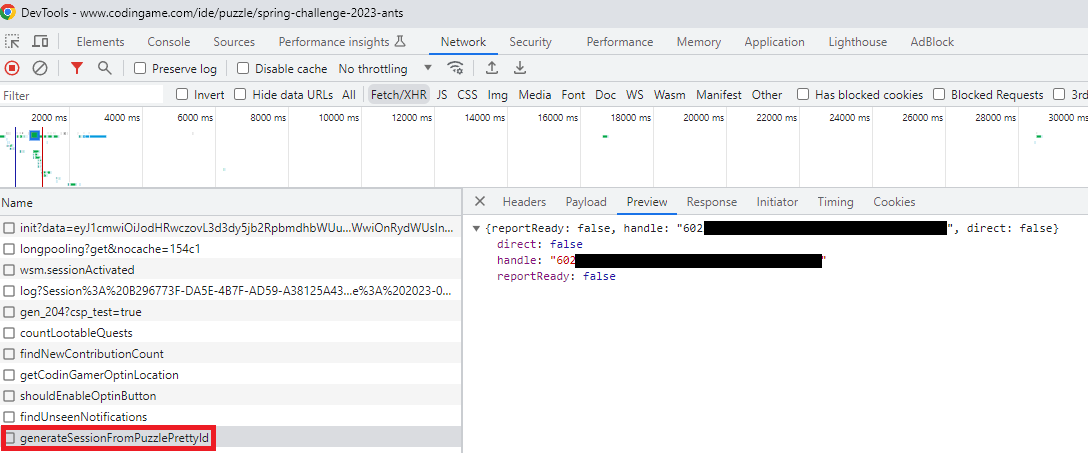 DevTools - www.codingame.com/ide/puzzle/spring-challenge-2023-ants
Elements Console Sources Performance insights Network Security Performance Memory Application Lighthouse AdBlock
Preserve log Disable cache No throttling
Filter Invert Hide data URLs All Fetch/XHR JS CSS Img Media Font Doc WS Wasm Manifest Other Has blocked cookies Blocked Requests 3rd
2000 ms 4000 ms 6000 ms 8000 ms 10000 ms 12000 ms 14000 ms 16000 ms 18000 ms 20000 ms 22000 ms 24000 ms 26000 ms 28000 ms 30000 ms
Name
init?data=eyJ1cmwiOiJodHRwczovL3d3dy5jb2RpbmdhbWUu...WwiOnRydWUsIn...
longpooling?get&nocache=154c1
wsm.sessionActivated
log?Session%3A%20B296773F-DA5E-4B7F-AD59-A38125A43...e%3A%202023-0...
gen_204?csp_test=true
countLootableQuests
findNewContributionCount
getCodinGamerOptinLocation
shouldEnableOptinButton
findUnseenNotifications
generateSessionFromPuzzlePrettyId
Headers Payload Preview Response Initiator Timing Cookies
{reportReady: false, handle: "602 ", direct: false}
direct: false
handle: "602 "
reportReady: false